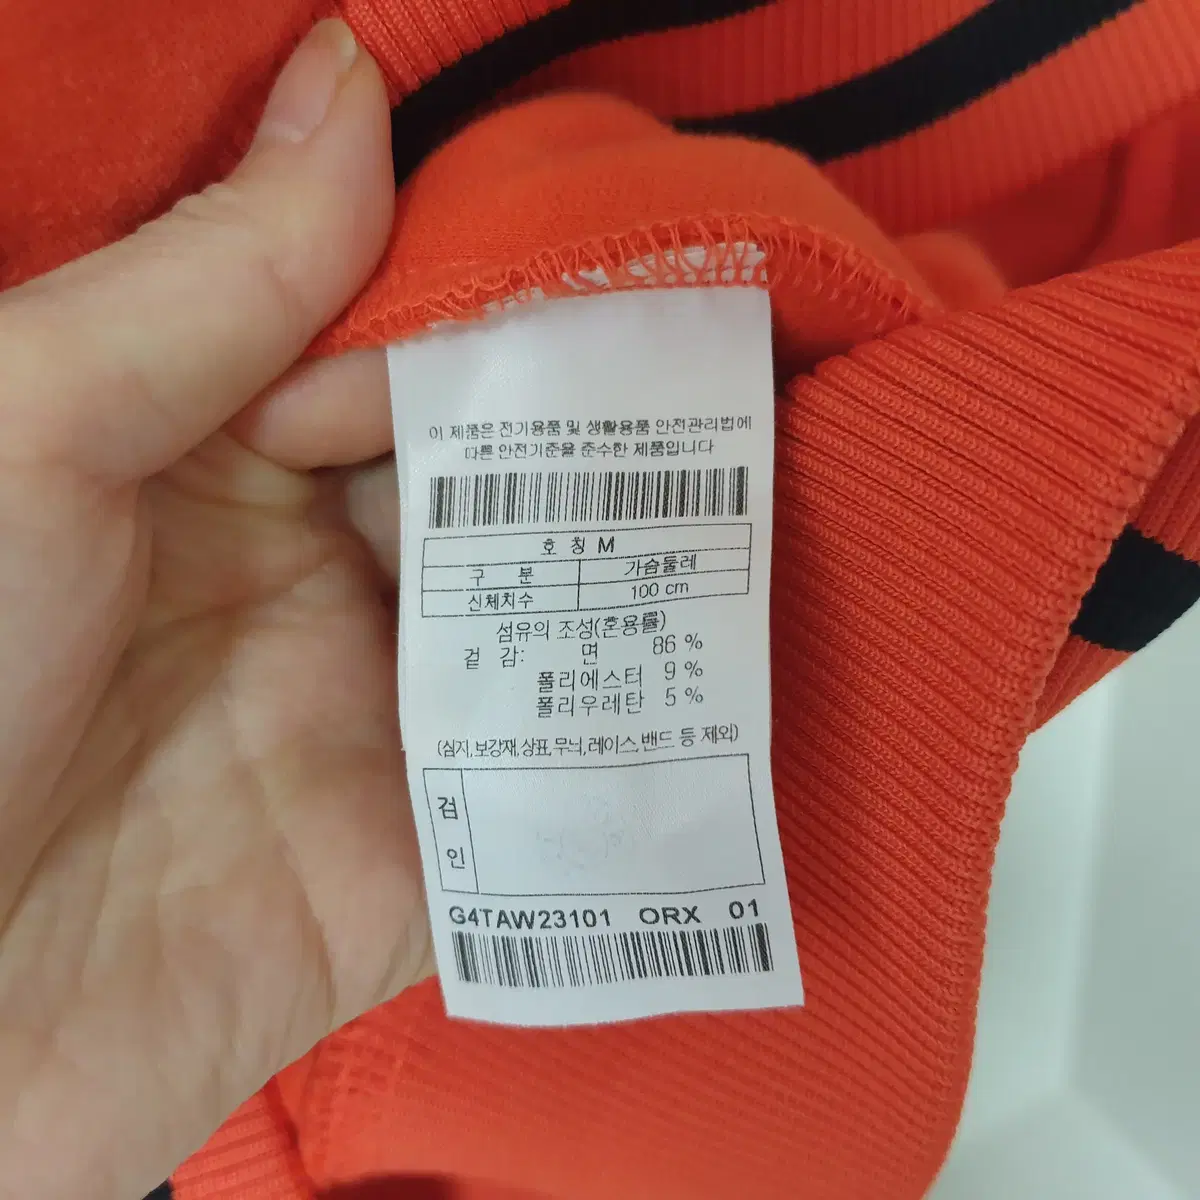 이 제품은 전기용품 및 생활용품 안전관리법에
따른 안전기준을 준수한 제품입니다
호 칭 M
구 분 가슴둘레
신체치수 100 cm
섬유의 조성(혼용률)
겉 감: 면 86 %
폴리에스터 9 %
폴리우레탄 5 %
(심지,보강재,상표,무늬,레이스,밴드 등 제외)
검
인
G4TAW23101 ORX 01